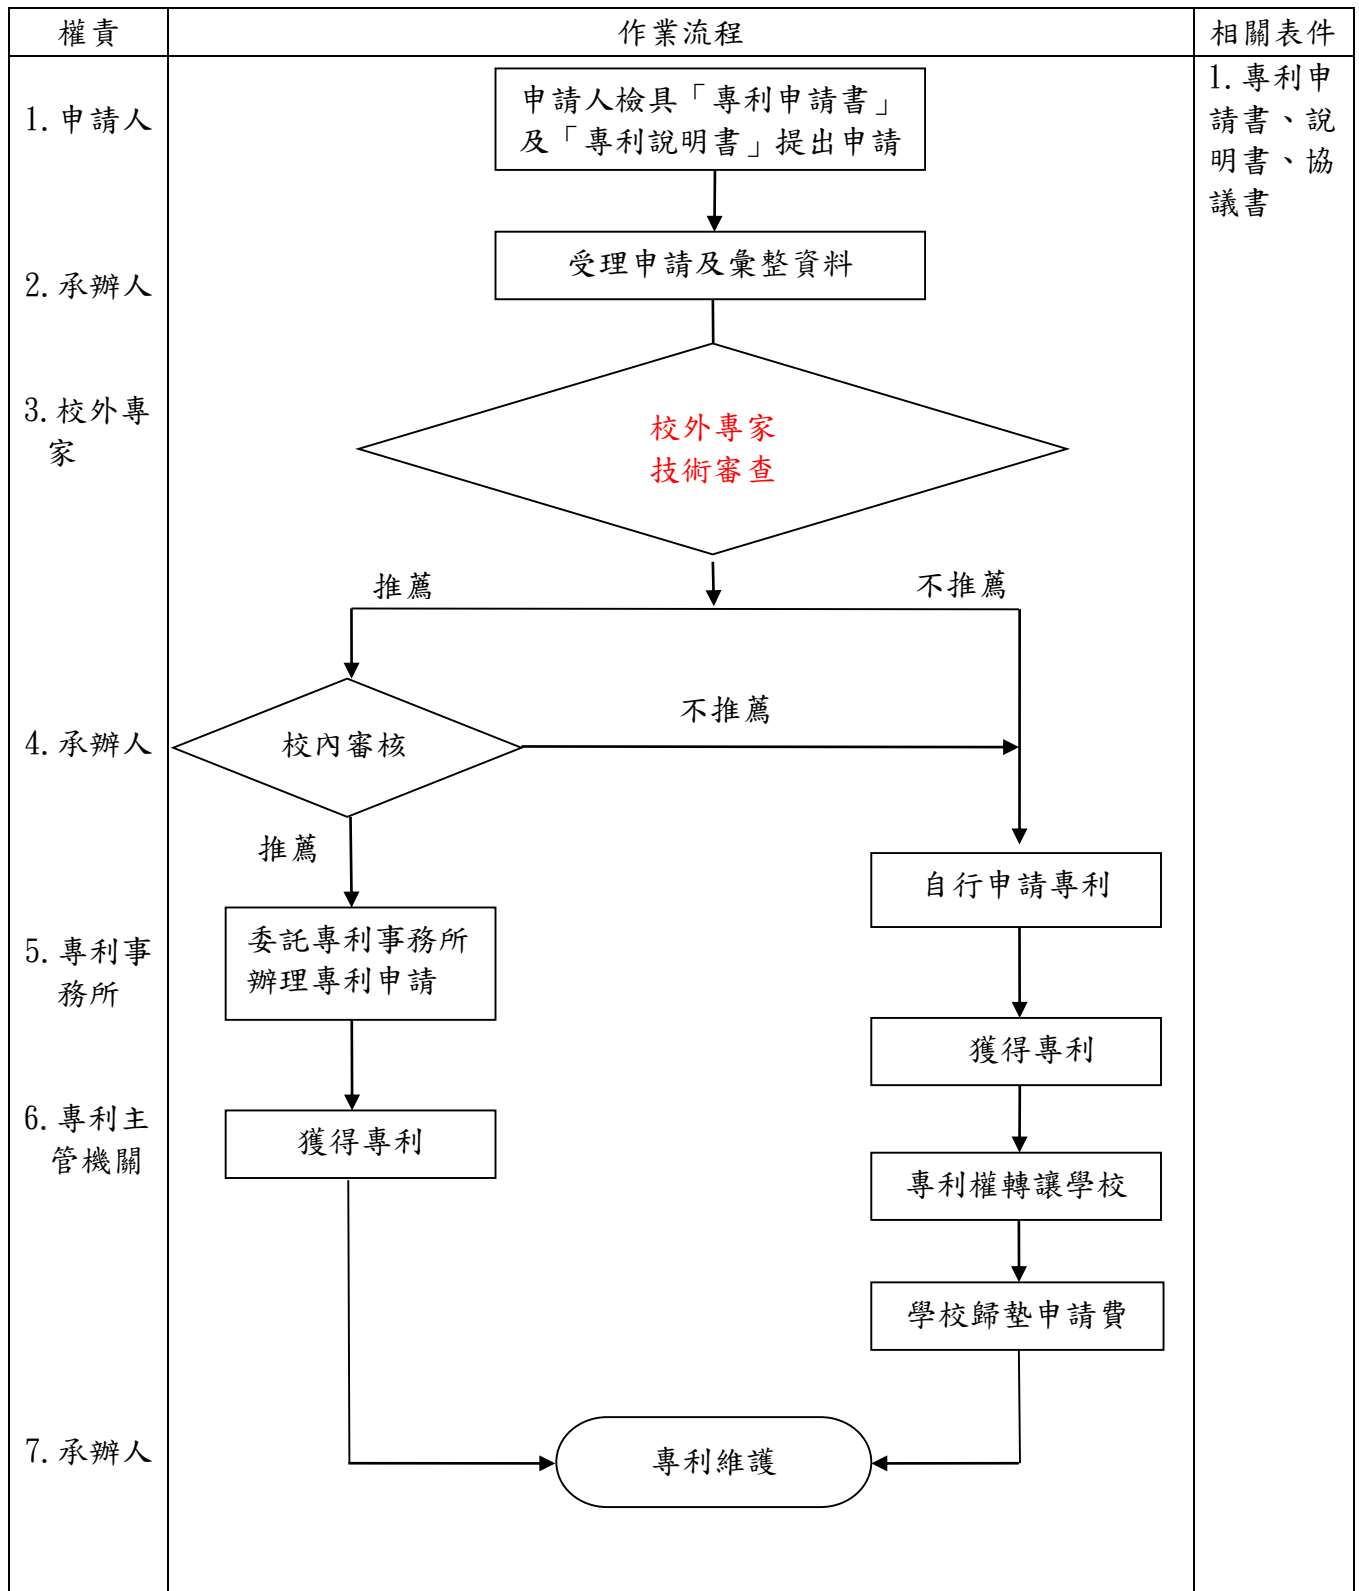 權責
作業流程
相關表件
1.申請人
申請人檢具「專利申請書」
及「專利說明書」提出申請
1.專利申
請書、說
明書、協
議書
2.承辦人
受理申請及彙整資料
3.校外專
家
校外專家
技術審查
推薦
不推薦
4.承辦人
校內審核
不推薦
推薦
自行申請專利
5.專利事
務所
委託專利事務所
辦理專利申請
獲得專利
6.專利主
管機關
獲得專利
專利權轉讓學校
學校歸墊申請費
7.承辦人
專利維護